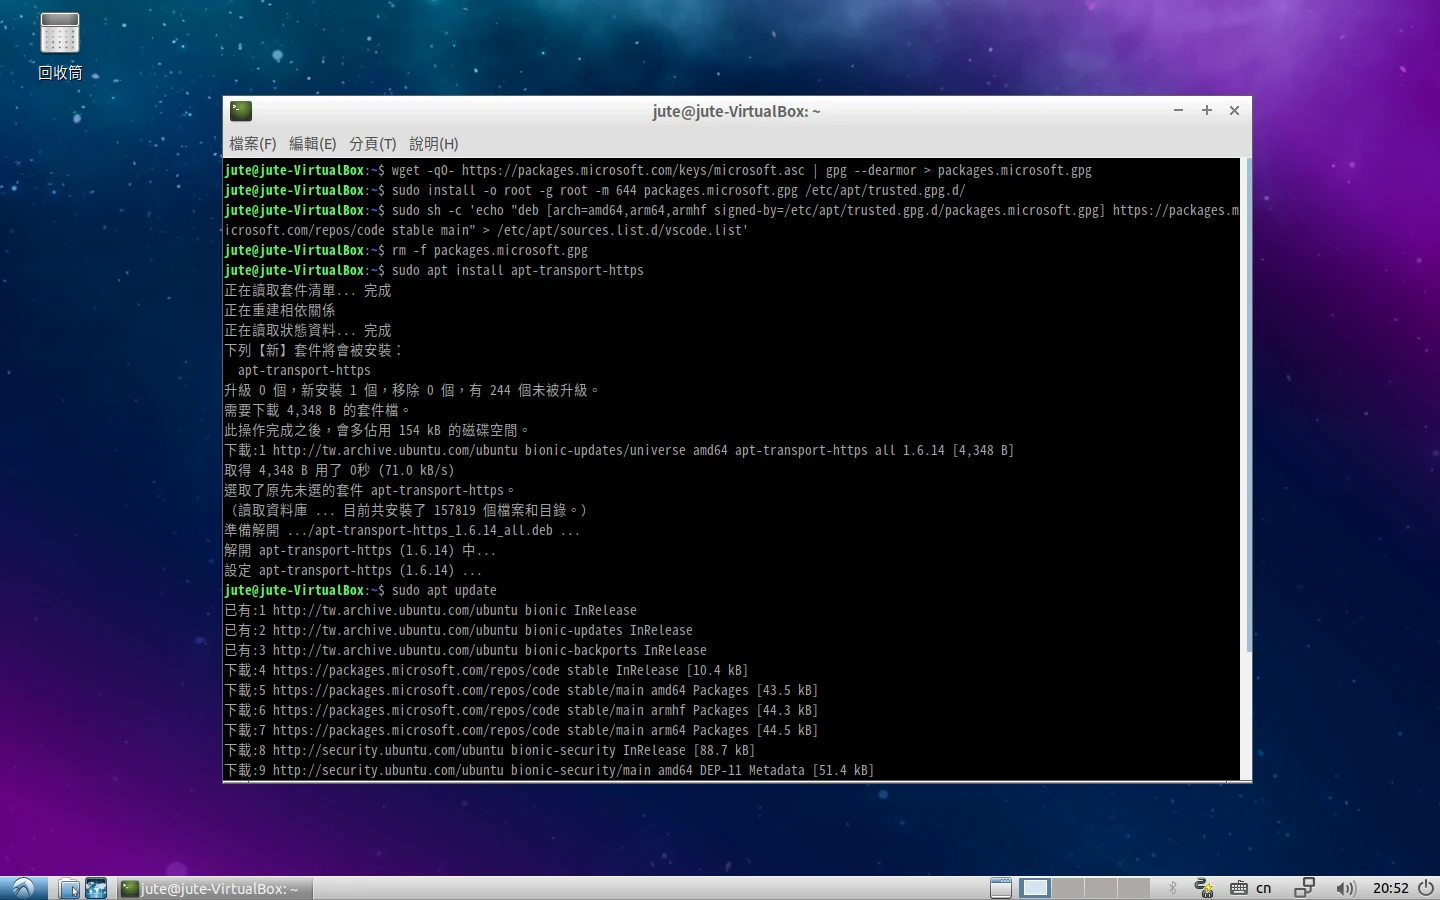 回收筒
jute@jute-VirtualBox: ~
檔案(F) 編輯(E) 分頁(T) 說明(H)
jute@jute-VirtualBox:~$ wget -qO- https://packages.microsoft.com/keys/microsoft.asc | gpg --dearmor > packages.microsoft.gpg
jute@jute-VirtualBox:~$ sudo install -o root -g root -m 644 packages.microsoft.gpg /etc/apt/trusted.gpg.d/
jute@jute-VirtualBox:~$ sudo sh -c 'echo "deb [arch=amd64,arm64,armhf signed-by=/etc/apt/trusted.gpg.d/packages.microsoft.gpg] https://packages.m
icrosoft.com/repos/code stable main" > /etc/apt/sources.list.d/vscode.list'
jute@jute-VirtualBox:~$ rm -f packages.microsoft.gpg
jute@jute-VirtualBox:~$ sudo apt install apt-transport-https
正在讀取套件清單... 完成
正在重建相依關係
正在讀取狀態資料... 完成
下列【新】套件將會被安裝：
  apt-transport-https
升級 0 個，新安裝 1 個，移除 0 個，有 244 個未被升級。
需要下載 4,348 B 的套件檔。
此操作完成之後，會多佔用 154 kB 的磁碟空間。
下載:1 http://tw.archive.ubuntu.com/ubuntu bionic-updates/universe amd64 apt-transport-https all 1.6.14 [4,348 B]
取得 4,348 B 用了 0秒 (71.0 kB/s)
選取了原先未選的套件 apt-transport-https。
（讀取資料庫 ... 目前共安裝了 157819 個檔案和目錄。）
準備解開 .../apt-transport-https_1.6.14_all.deb ...
解開 apt-transport-https (1.6.14) 中...
設定 apt-transport-https (1.6.14) ...
jute@jute-VirtualBox:~$ sudo apt update
已有:1 http://tw.archive.ubuntu.com/ubuntu bionic InRelease
已有:2 http://tw.archive.ubuntu.com/ubuntu bionic-updates InRelease
已有:3 http://tw.archive.ubuntu.com/ubuntu bionic-backports InRelease
下載:4 https://packages.microsoft.com/repos/code stable InRelease [10.4 kB]
下載:5 https://packages.microsoft.com/repos/code stable/main amd64 Packages [43.5 kB]
下載:6 https://packages.microsoft.com/repos/code stable/main armhf Packages [44.3 kB]
下載:7 https://packages.microsoft.com/repos/code stable/main arm64 Packages [44.5 kB]
下載:8 http://security.ubuntu.com/ubuntu bionic-security InRelease [88.7 kB]
下載:9 http://security.ubuntu.com/ubuntu bionic-security/main amd64 DEP-11 Metadata [51.4 kB]
jute@jute-VirtualBox: ~ cn 20:52